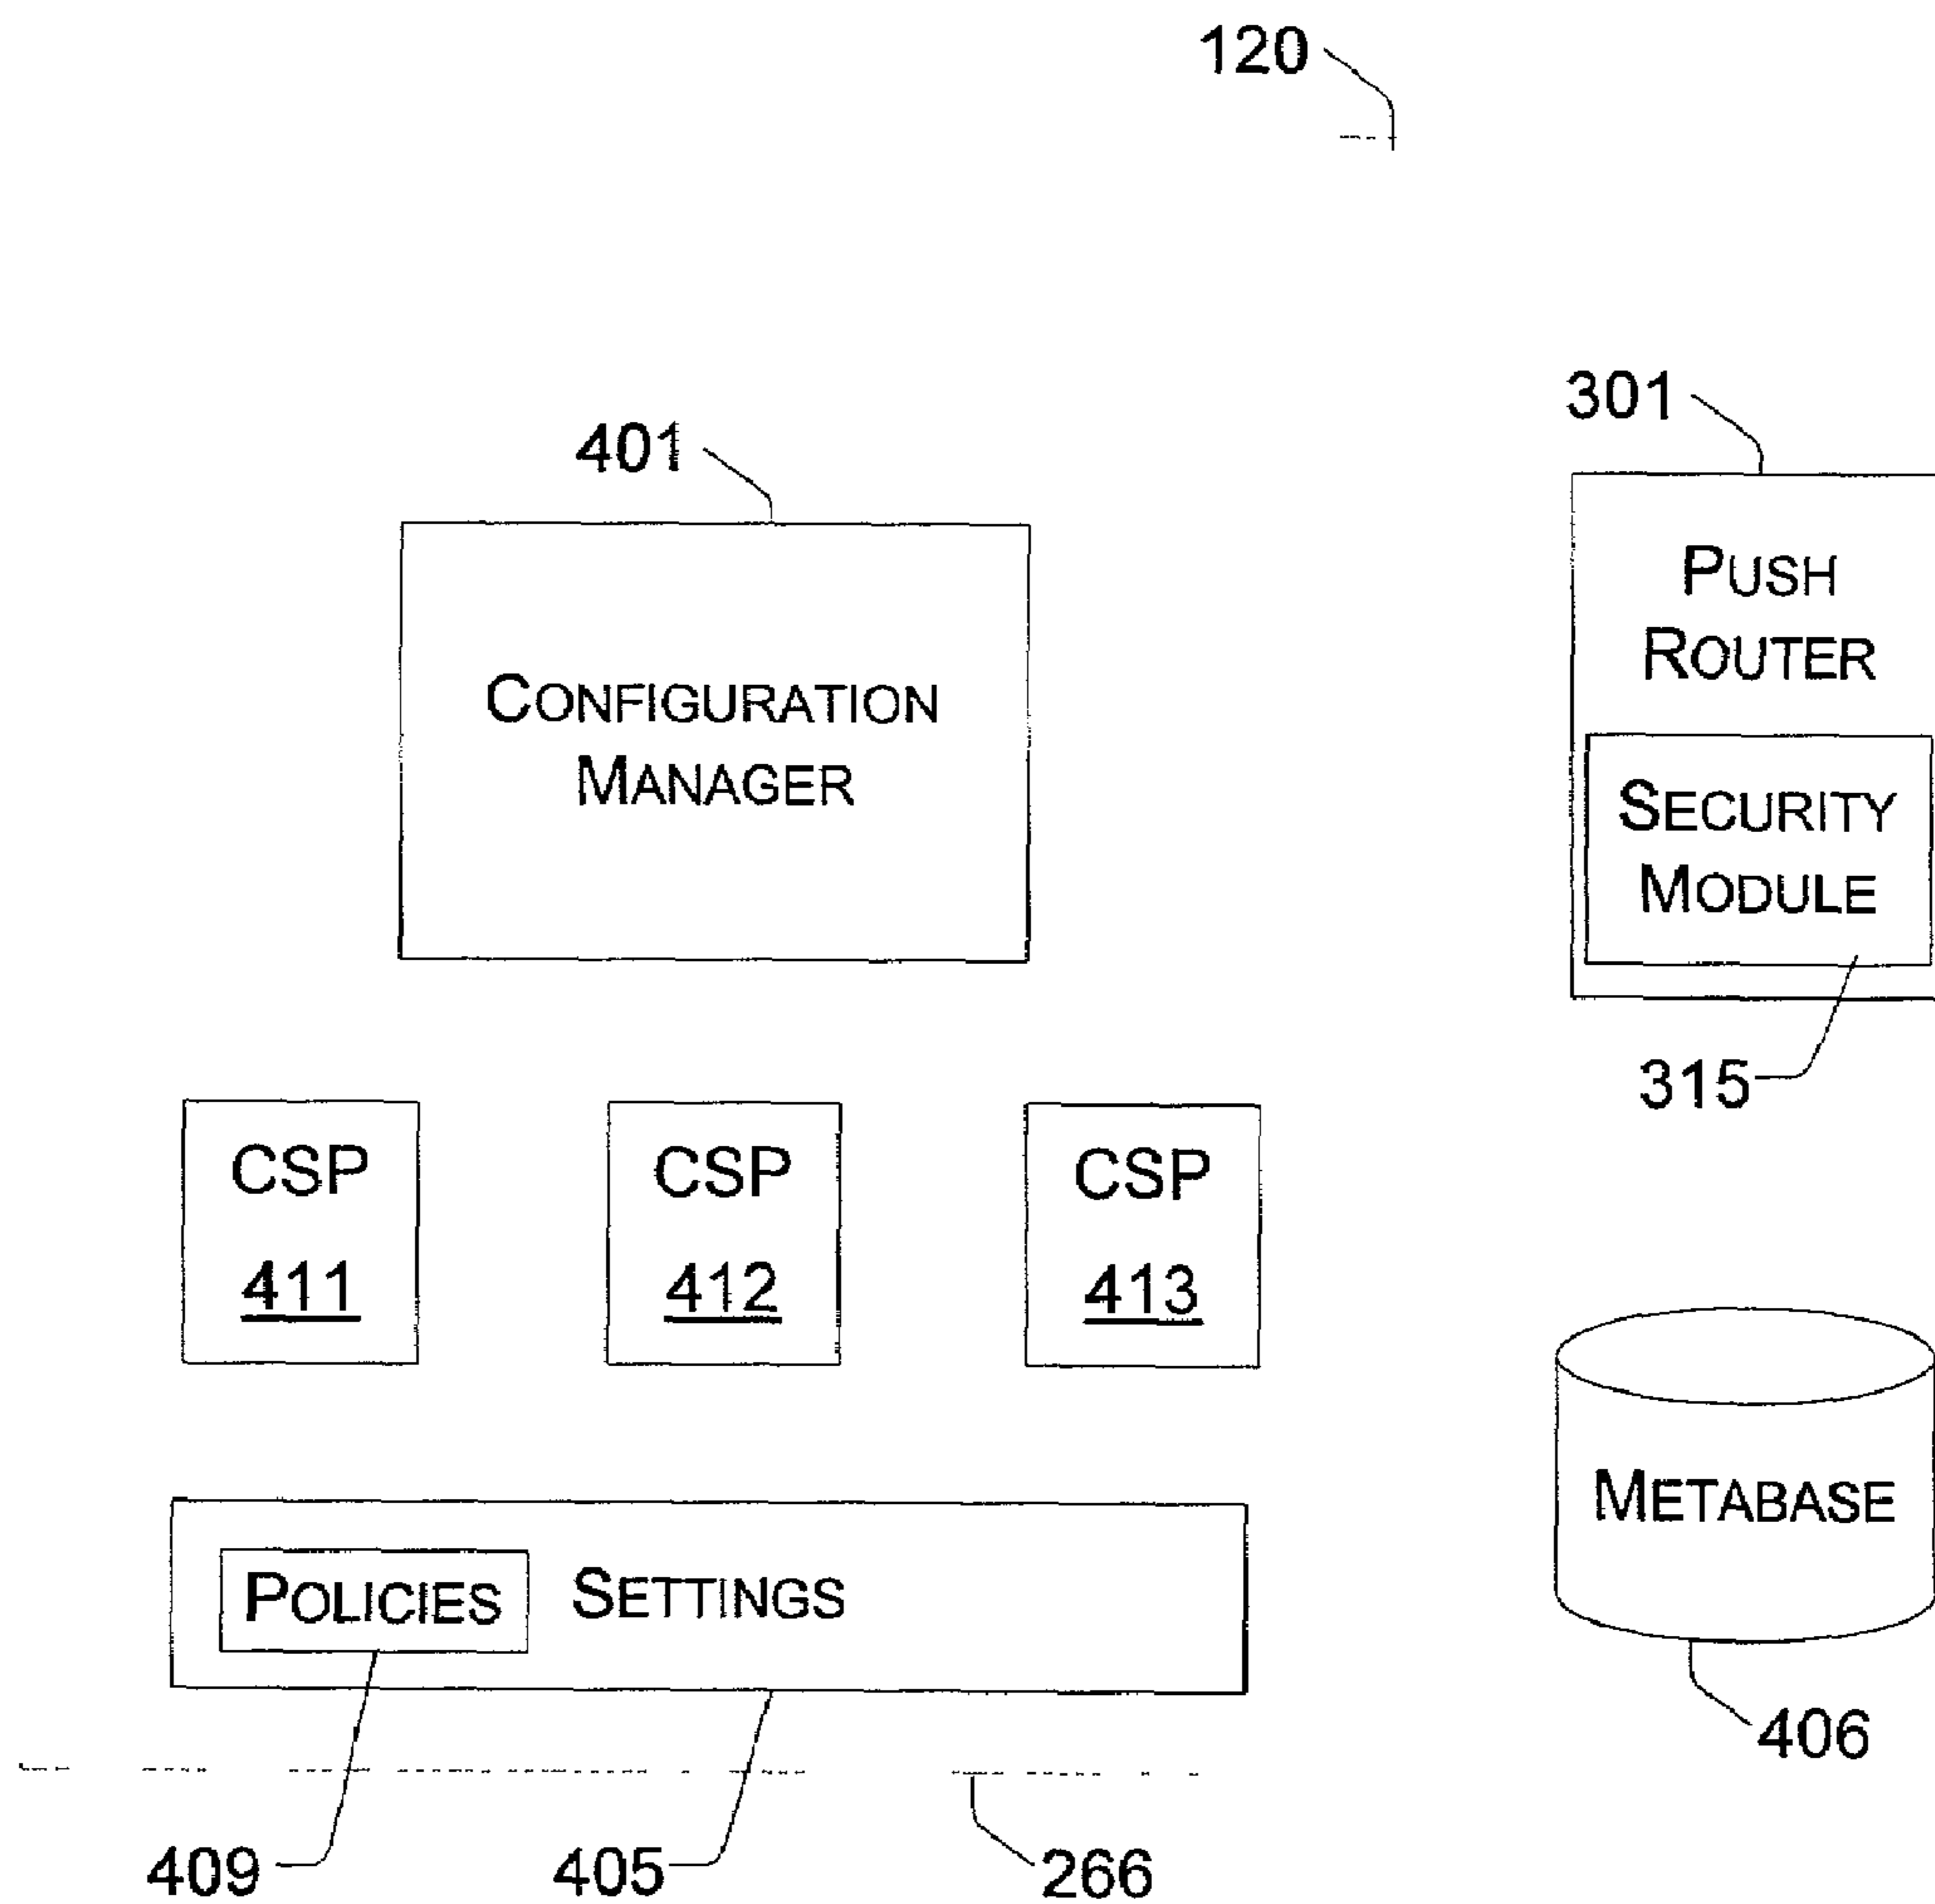 120
301
401
PUSH
ROUTER
CONFIGURATION
MANAGER
SECURITY
MODULE
315
CSP
411
CSP
412
CSP
413
METABASE
POLICIES
SETTINGS
406
409
405
266